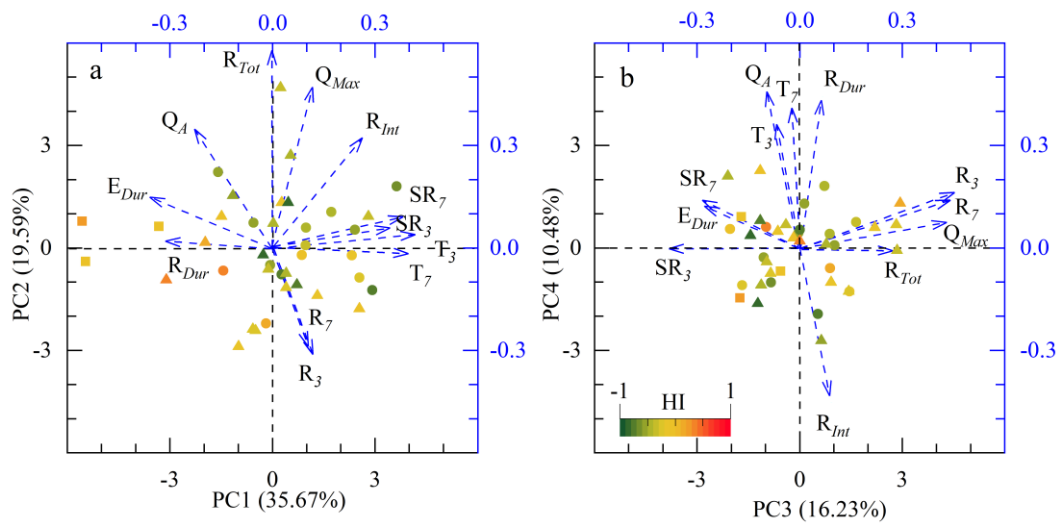 -0.3 0.0 0.3
-0.3 0.0 0.3
a
R_Tot
Q_Max
R_Int
Q_A
E_Dur
SR_7
SR_3
T_3
T_7
R_Dur
R_7
R_3
3
0
-3
0.3
0.0
-0.3
PC2 (19.59%)
-3 0 3
PC1 (35.67%)
b
Q_A
T_7
R_Dur
T_3
SR_7
E_Dur
SR_3
R_3
R_7
Q_Max
R_Tot
R_Int
3
0
-3
0.3
0.0
-0.3
PC4 (10.48%)
-1 HI 1
-3 0 3
PC3 (16.23%)